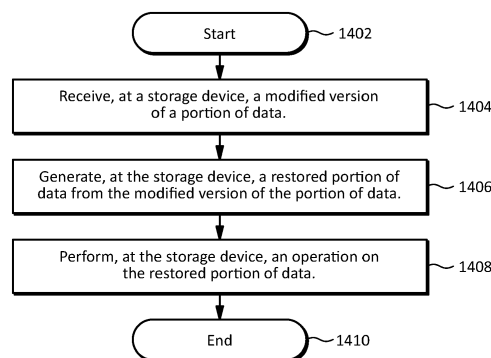 Start
1402
Receive, at a storage device, a modified version
of a portion of data.
1404
Generate, at the storage device, a restored portion of
data from the modified version of the portion of data.
1406
Perform, at the storage device, an operation on
the restored portion of data.
1408
End
1410